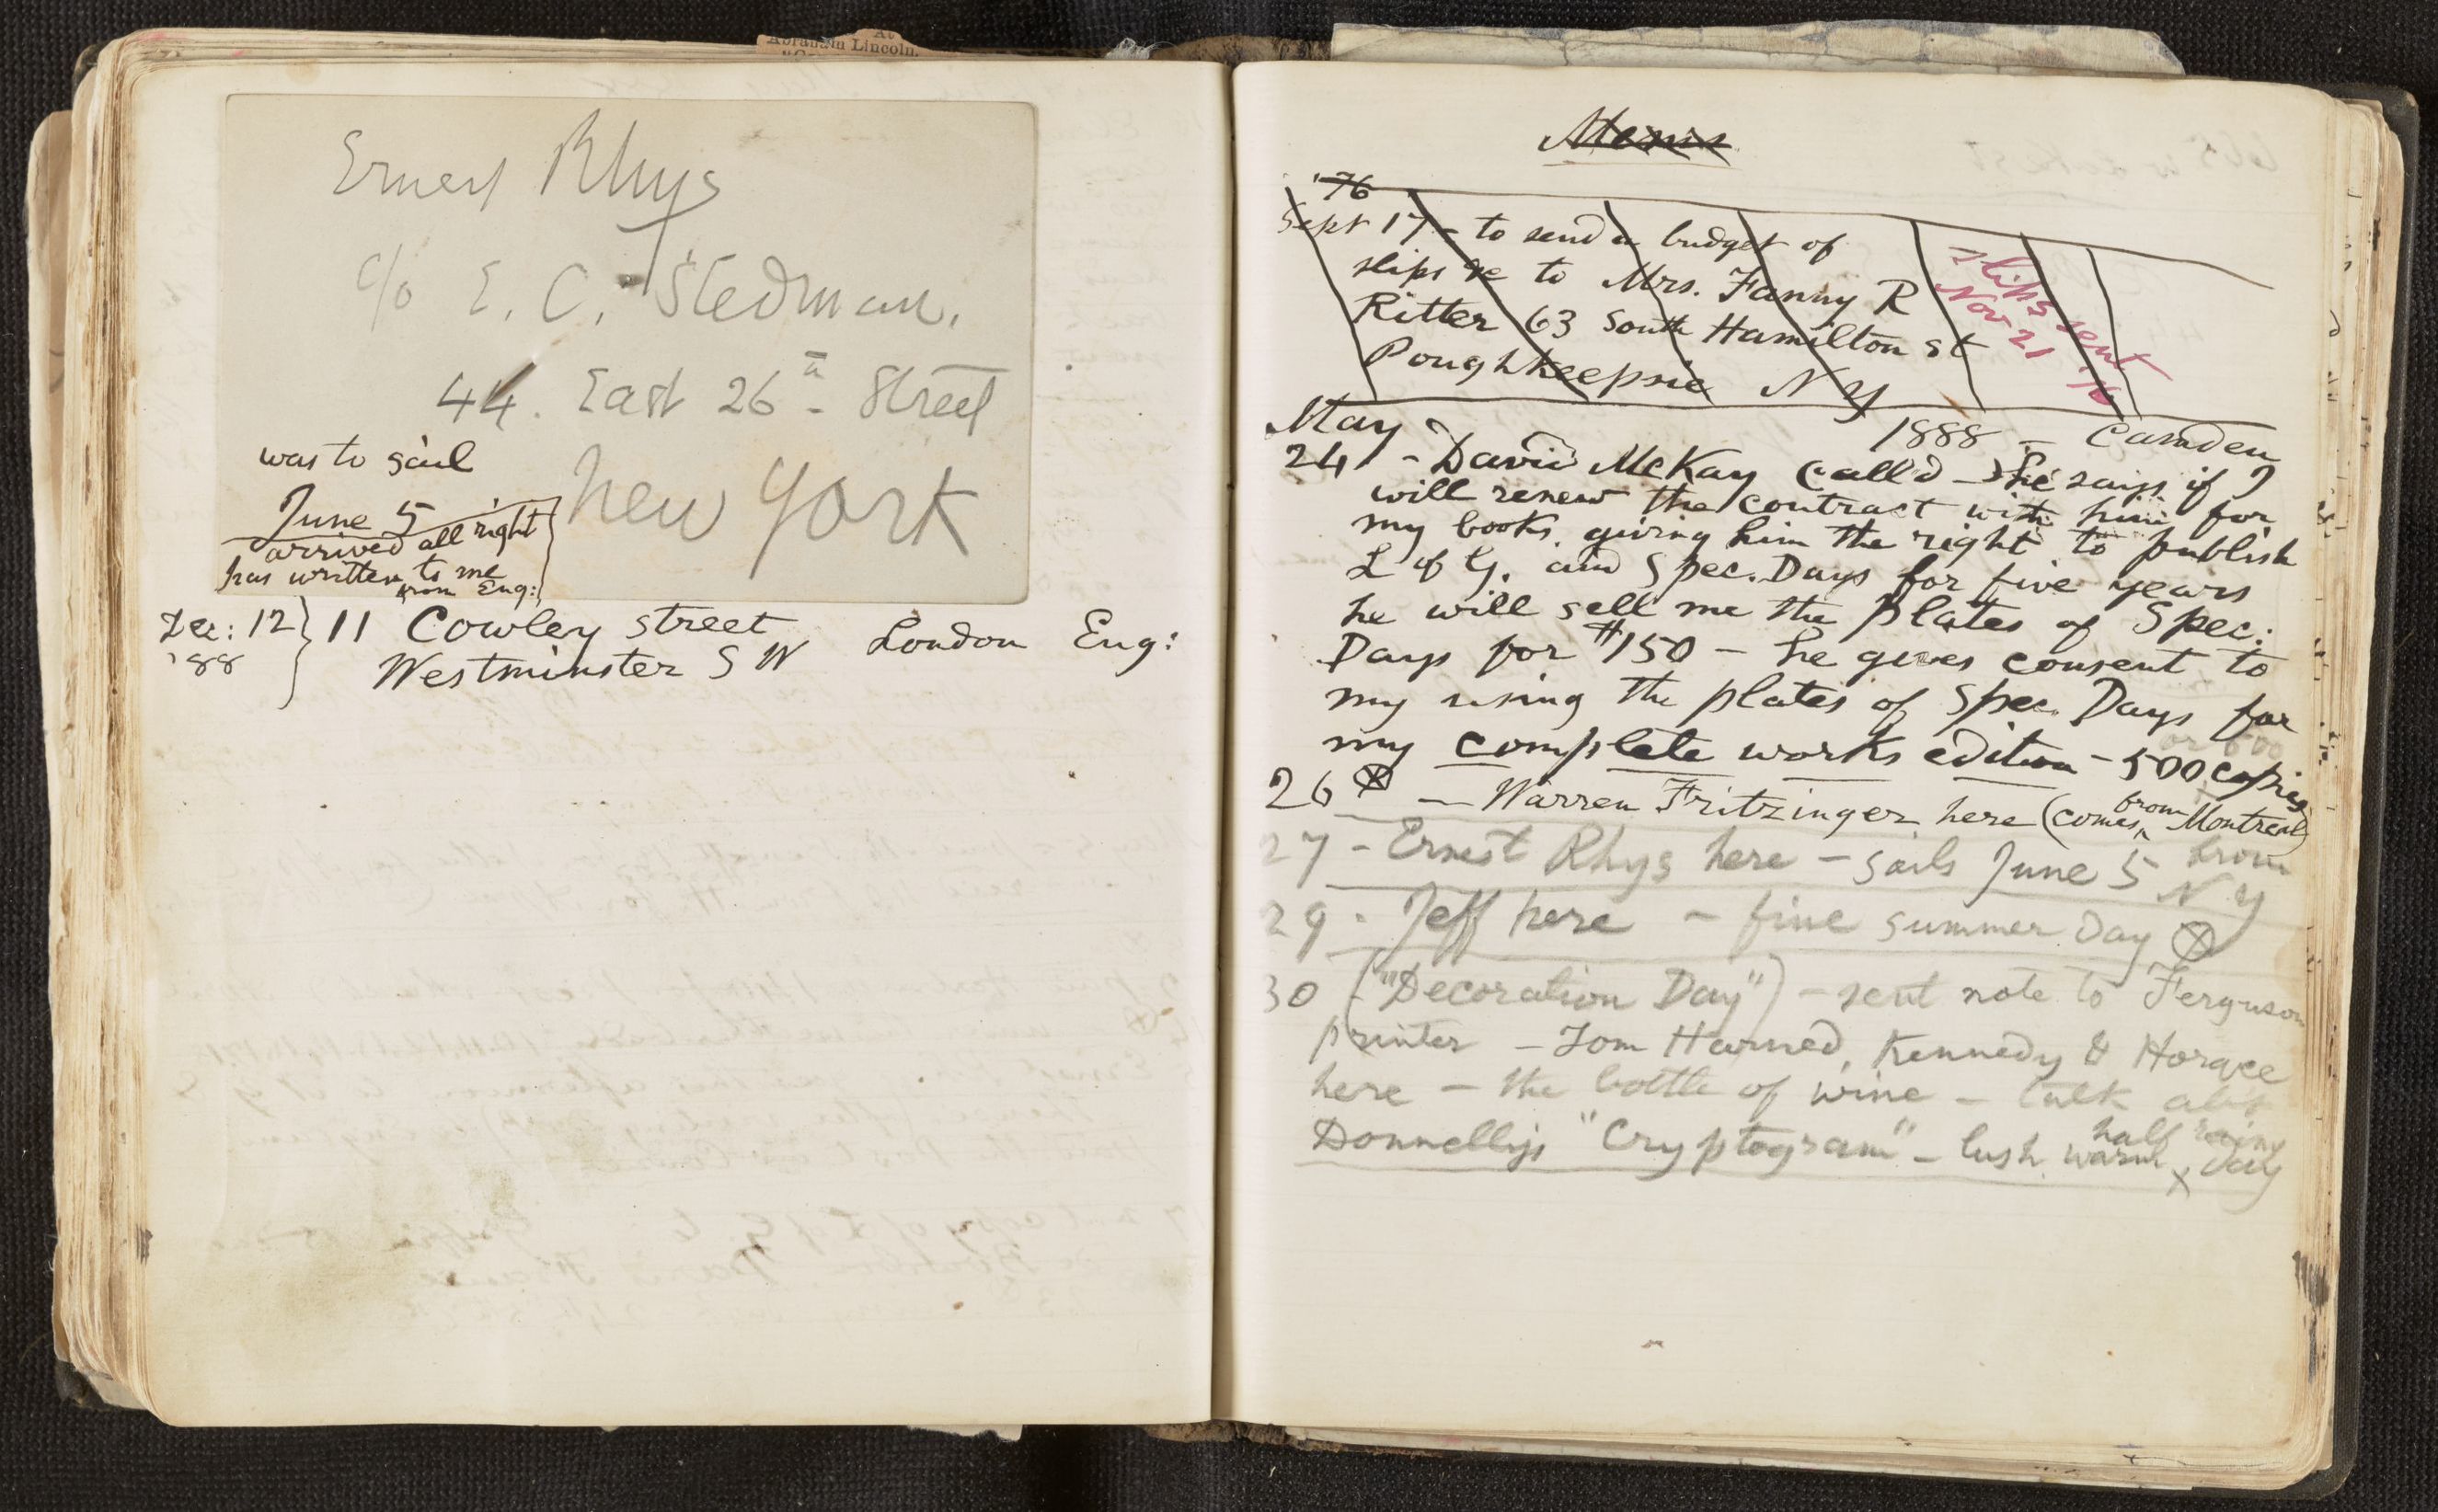 At
Abraham Lincoln.
Ernest Rhys
c/o E. C. Stedman.
44. East 26th Street
New York
was to sail
June 5
arrived all right
has written to me
from Eng:
Dec: 12 } 11 Cowley street London Eng:
'88 Westminster S W
Mems
'76
Sept 17 – to send a budget of
slips &c to Mrs. Fanny R
Ritter 63 South Hamilton st
Poughkeepsie N Y
slips sent
Nov 21 '76
May 1888 – Camden
24 – David McKay call'd – he says if I
will renew the contract with him for
my books, giving him the right to publish
L of G. and Spec. Days for five years
he will sell me the plates of Spec:
Days for $150 – he gives consent to
my using the plates of Spec. Days for
or 600
my complete works edition – 500 copies
26 – Warren Fritzinger here (comes from Montreal)
27 – Ernest Rhys here – sails June 5 from
N Y
29 – Jeff here – fine summer day
30 ("Decoration Day") – sent note to Ferguson
printer – Tom Harned, Kennedy & Horace
here – the bottle of wine – talk ab't
Donnelly's "Cryptogram" – lush warm half rainy day